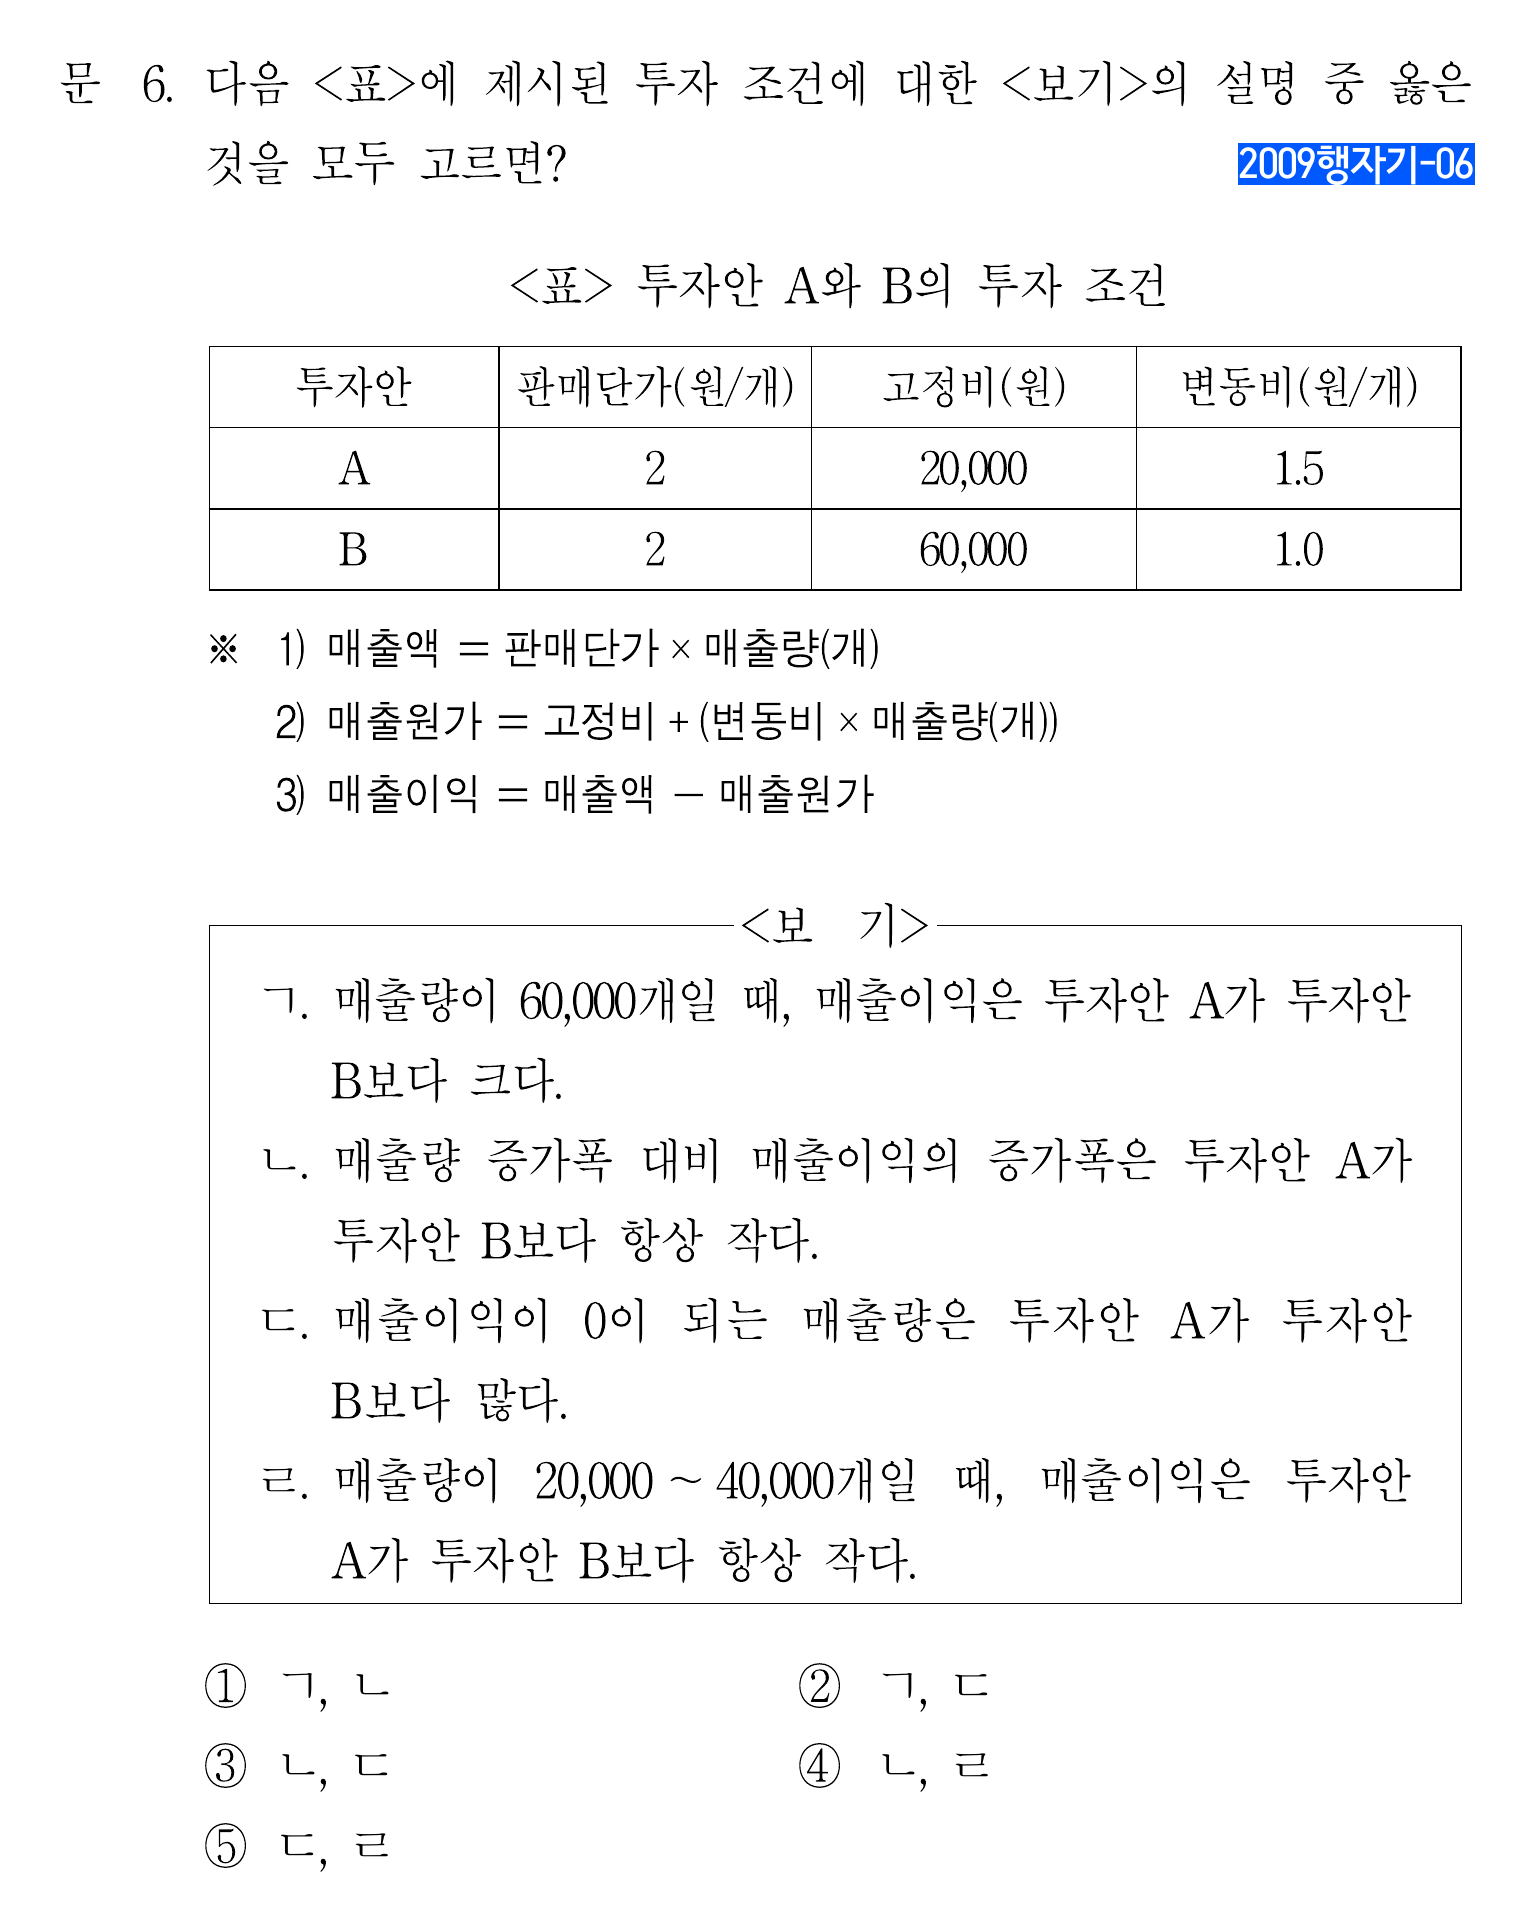 문 6. 다음 <표>에 제시된 투자 조건에 대한 <보기>의 설명 중 옳은
것을 모두 고르면?
2009행자기-06
<표> 투자안 A와 B의 투자 조건
투자안 판매단가(원/개) 고정비(원) 변동비(원/개)
A 2 20,000 1.5
B 2 60,000 1.0
※ 1) 매출액 = 판매단가 × 매출량(개)
2) 매출원가 = 고정비 + (변동비 × 매출량(개))
3) 매출이익 = 매출액 - 매출원가
<보 기>
ㄱ. 매출량이 60,000개일 때, 매출이익은 투자안 A가 투자안
B보다 크다.
ㄴ. 매출량 증가폭 대비 매출이익의 증가폭은 투자안 A가
투자안 B보다 항상 작다.
ㄷ. 매출이익이 0이 되는 매출량은 투자안 A가 투자안
B보다 많다.
ㄹ. 매출량이 20,000 ~ 40,000개일 때, 매출이익은 투자안
A가 투자안 B보다 항상 작다.
① ㄱ, ㄴ ② ㄱ, ㄷ
③ ㄴ, ㄷ ④ ㄴ, ㄹ
⑤ ㄷ, ㄹ